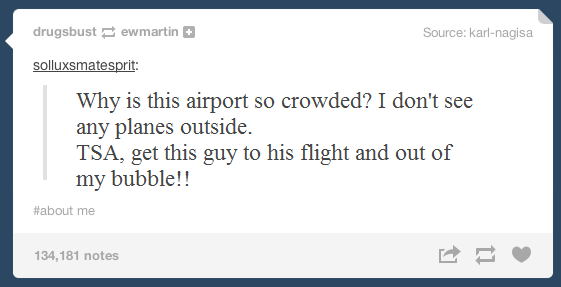 drugsbust ewmartin
Source: karl-nagisa
solluxsmatesprit:
Why is this airport so crowded? I don't see
any planes outside.
TSA, get this guy to his flight and out of
my bubble!!
#about me
134,181 notes